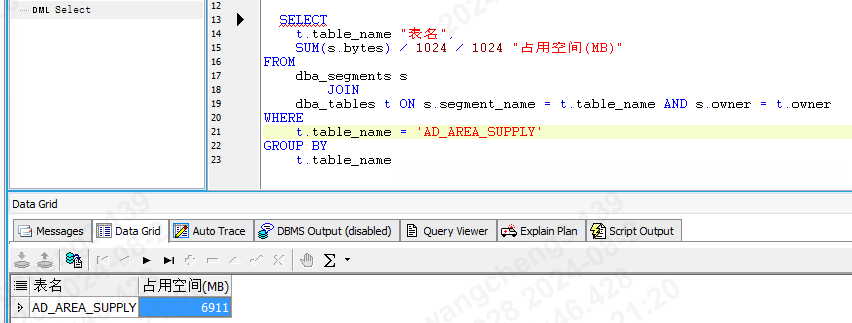 DML Select
12
13 SELECT
14 t.table_name "表名",
15 SUM(s.bytes) / 1024 / 1024 "占用空间(MB)"
16 FROM
17 dba_segments s
18 JOIN
19 dba_tables t ON s.segment_name = t.table_name AND s.owner = t.owner
20 WHERE
21 t.table_name = 'AD_AREA_SUPPLY'
22 GROUP BY
23 t.table_name
Data Grid
Messages Data Grid Auto Trace DBMS Output (disabled) Query Viewer Explain Plan Script Output
表名 占用空间(MB)
AD_AREA_SUPPLY 6911